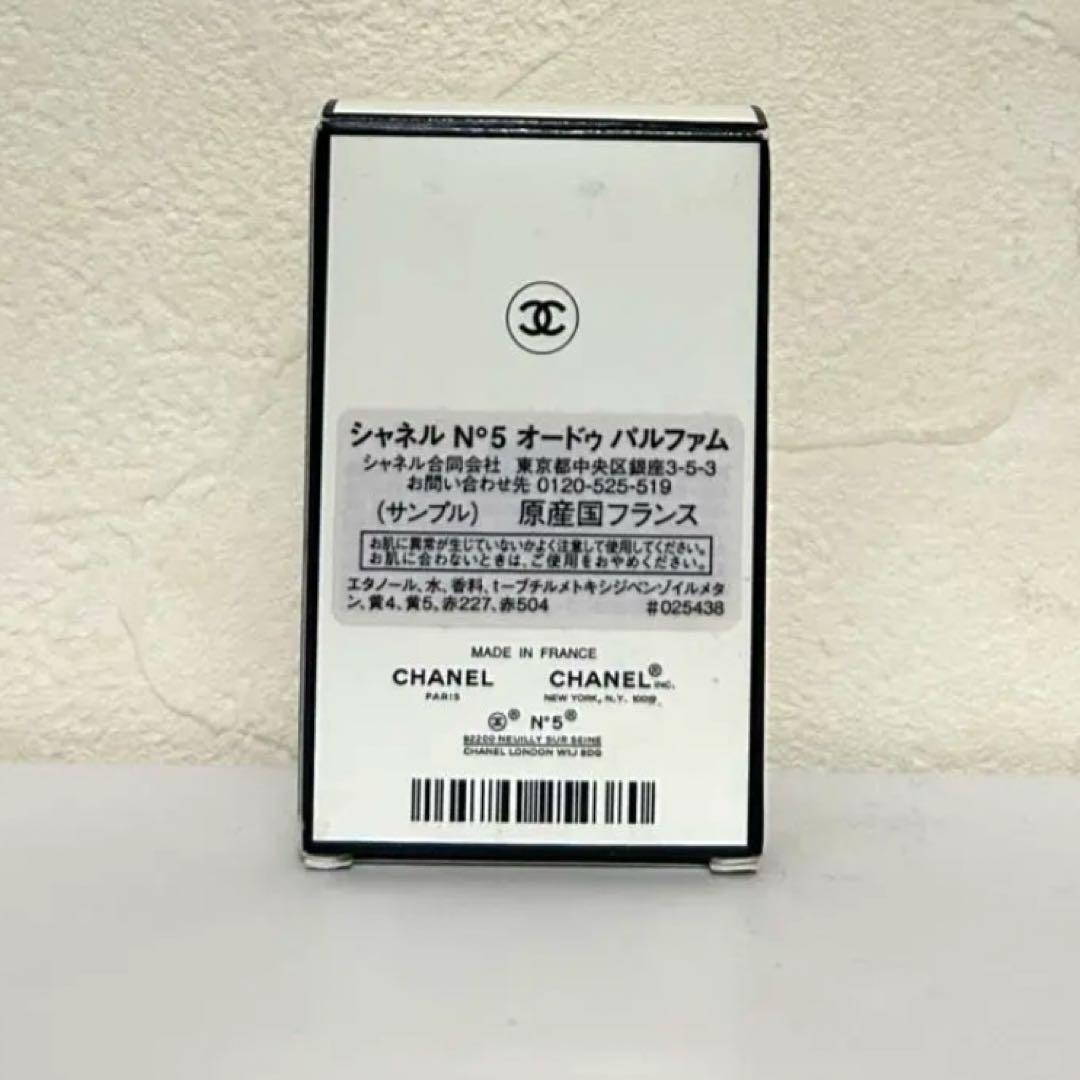 シャネル N°5 オードゥ パルファム
シャネル合同会社 東京都中央区銀座3-5-3
お問い合わせ先 0120-525-519
(サンプル) 原産国フランス
お肌に異常が生じていないかよく注意して使用してください。
お肌に合わないときは、ご使用をおやめください。
エタノール、水、香料、t-ブチルメトキシジベンゾイルメタ
ン、黄4、黄5、赤227、赤504 #025438
MADE IN FRANCE
CHANEL CHANEL® INC.
PARIS NEW YORK, N.Y. 10019
® N°5®
92200 NEUILLY SUR SEINE
CHANEL LONDON W1J 8DG